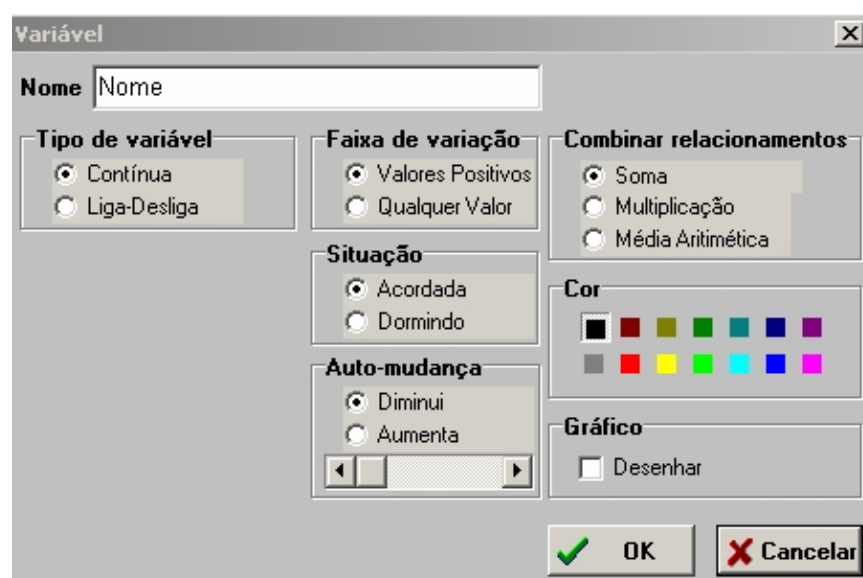 Variável
Nome Nome
Tipo de variável
Contínua
Liga-Desliga
Faixa de variação
Valores Positivos
Qualquer Valor
Situação
Acordada
Dormindo
Auto-mudança
Diminui
Aumenta
Combinar relacionamentos
Soma
Multiplicação
Média Aritimética
Cor
Gráfico
Desenhar
OK
Cancelar